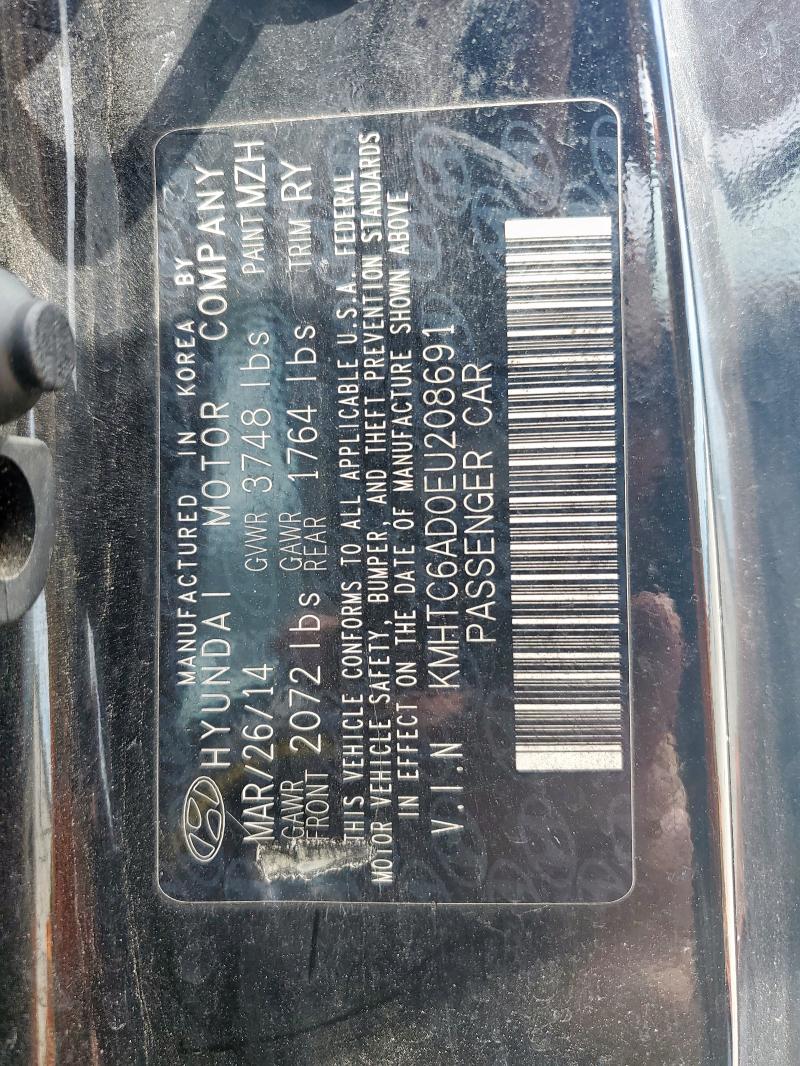 MANUFACTURED IN KOREA BY
HYUNDAI MOTOR COMPANY
MAR/26/14 GVWR 3748 lbs PAINT MZH
GAWR FRONT 2072 lbs GAWR REAR 1764 lbs TRIM RY
THIS VEHICLE CONFORMS TO ALL APPLICABLE U.S.A. FEDERAL
MOTOR VEHICLE SAFETY, BUMPER, AND THEFT PREVENTION STANDARDS
IN EFFECT ON THE DATE OF MANUFACTURE SHOWN ABOVE
V.I.N KMHTC6AD0EU208691
PASSENGER CAR